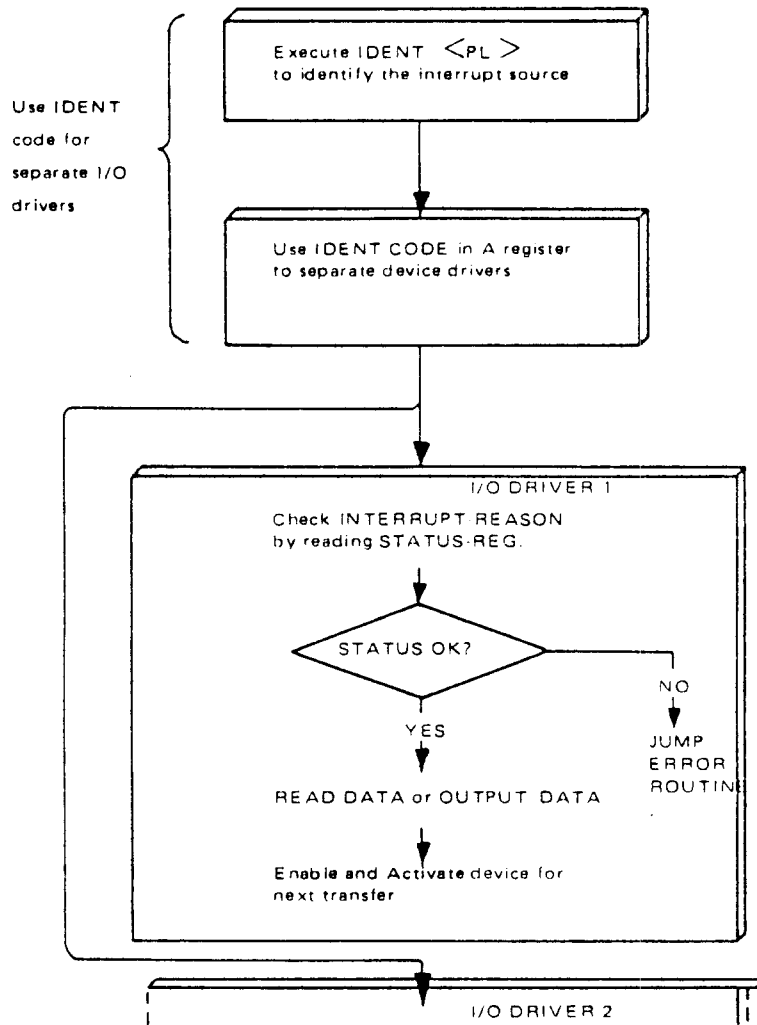 Execute IDENT <PL>
to identify the interrupt source
Use IDENT
code for
separate I/O
drivers
Use IDENT CODE in A register
to separate device drivers
I/O DRIVER 1
Check INTERRUPT-REASON
by reading STATUS-REG.
STATUS OK?
NO
YES
JUMP
ERROR
ROUTINE
READ DATA or OUTPUT DATA
Enable and Activate device for
next transfer
I/O DRIVER 2